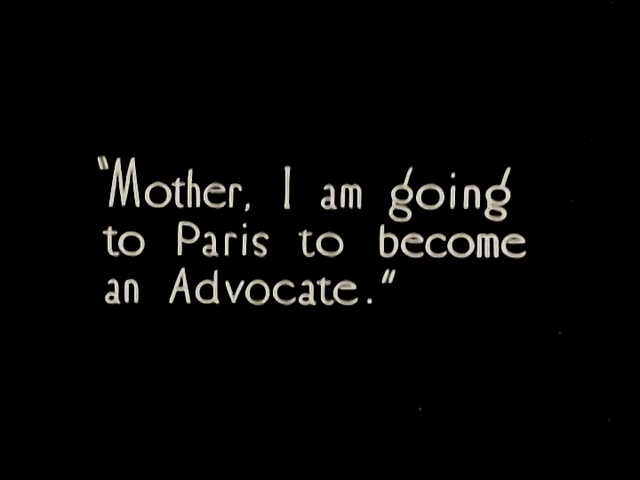 "Mother, I am going
to Paris to become
an Advocate."